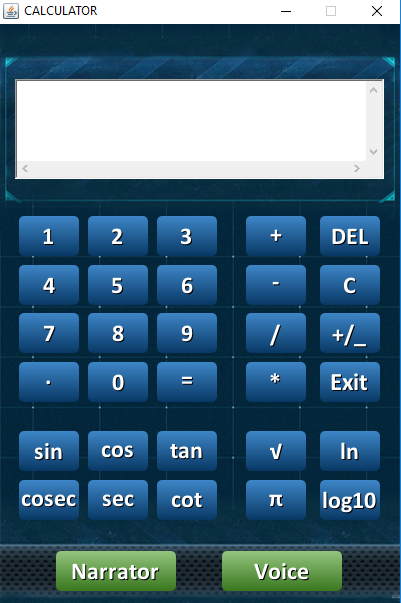 CALCULATOR
1 2 3 + DEL
4 5 6 - C
7 8 9 / +/_
. 0 = * Exit
sin cos tan √ ln
cosec sec cot π log10
Narrator Voice